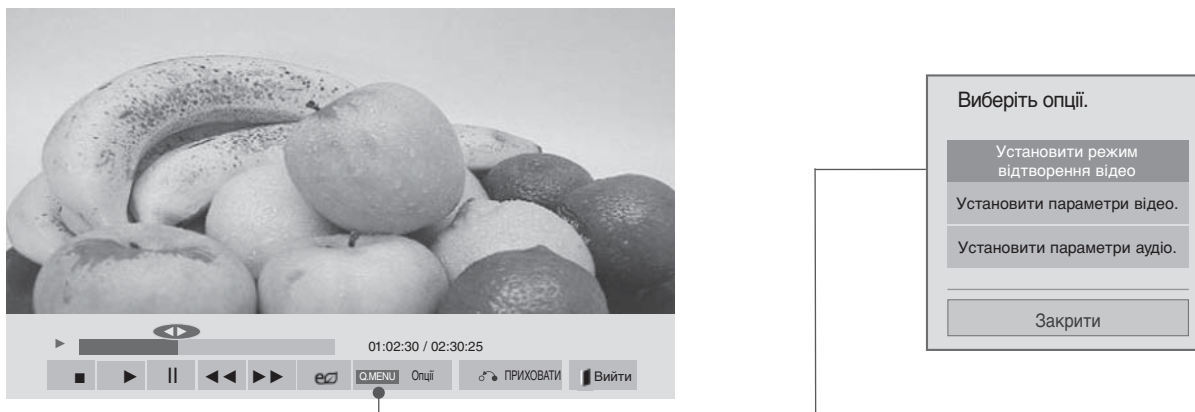 01:02:30 / 02:30:25
Q.MENU Опції ПРИХОВАТИ Вийти
Виберіть опції.
Установити режим
відтворення відео
Установити параметри відео.
Установити параметри аудіо.
Закрити